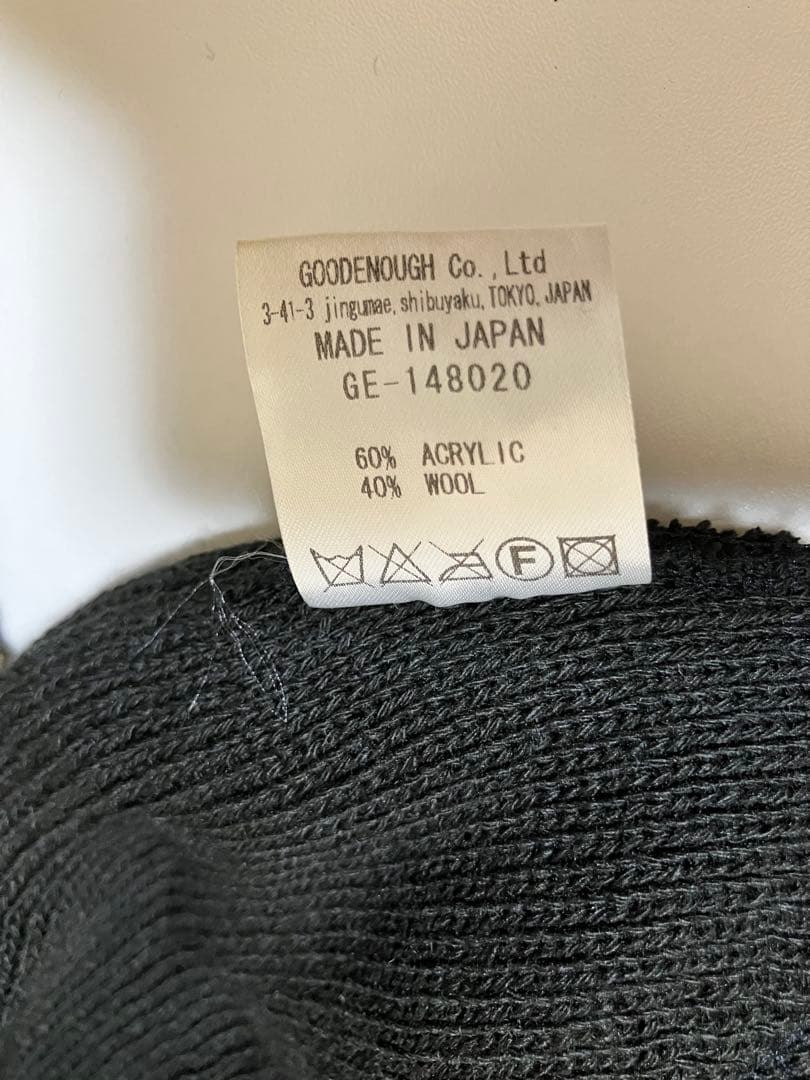 GOODENOUGH Co.,Ltd
3-41-3 jingumae, shibuyaku, TOKYO, JAPAN
MADE IN JAPAN
GE-148020
60% ACRYLIC
40% WOOL
F